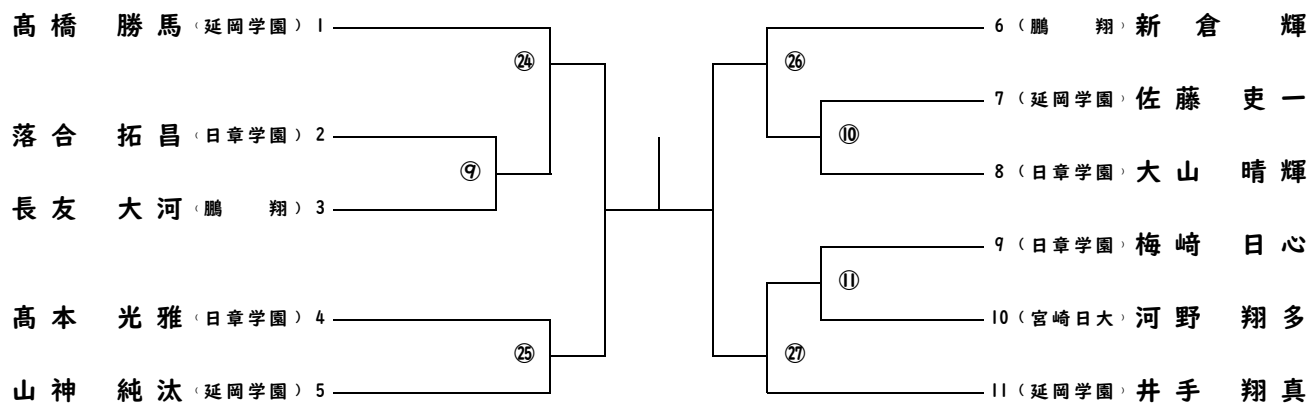 髙橋 勝馬 (延岡学園) 1
㉔
落合 拓昌 (日章学園) 2
⑨
長友 大河 (鵬 翔) 3
髙本 光雅 (日章学園) 4
㉕
山神 純汰 (延岡学園) 5
6 (鵬 翔) 新倉 輝
㉖
7 (延岡学園) 佐藤 吏一
⑩
8 (日章学園) 大山 晴輝
9 (日章学園) 梅﨑 日心
⑪
10 (宮崎日大) 河野 翔多
㉗
11 (延岡学園) 井手 翔真